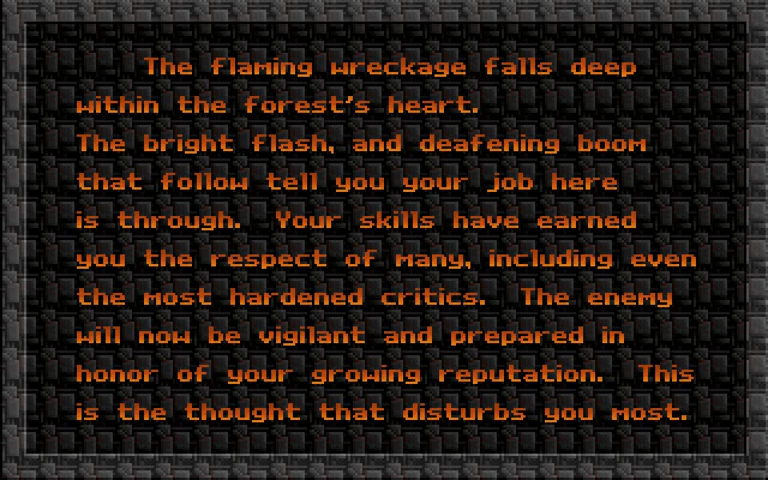 The flaming wreckage falls deep
within the forest's heart.
The bright flash, and deafening boom
that follow tell you your job here
is through.  Your skills have earned
you the respect of many, including even
the most hardened critics.  The enemy
will now be vigilant and prepared in
honor of your growing reputation.  This
is the thought that disturbs you most.